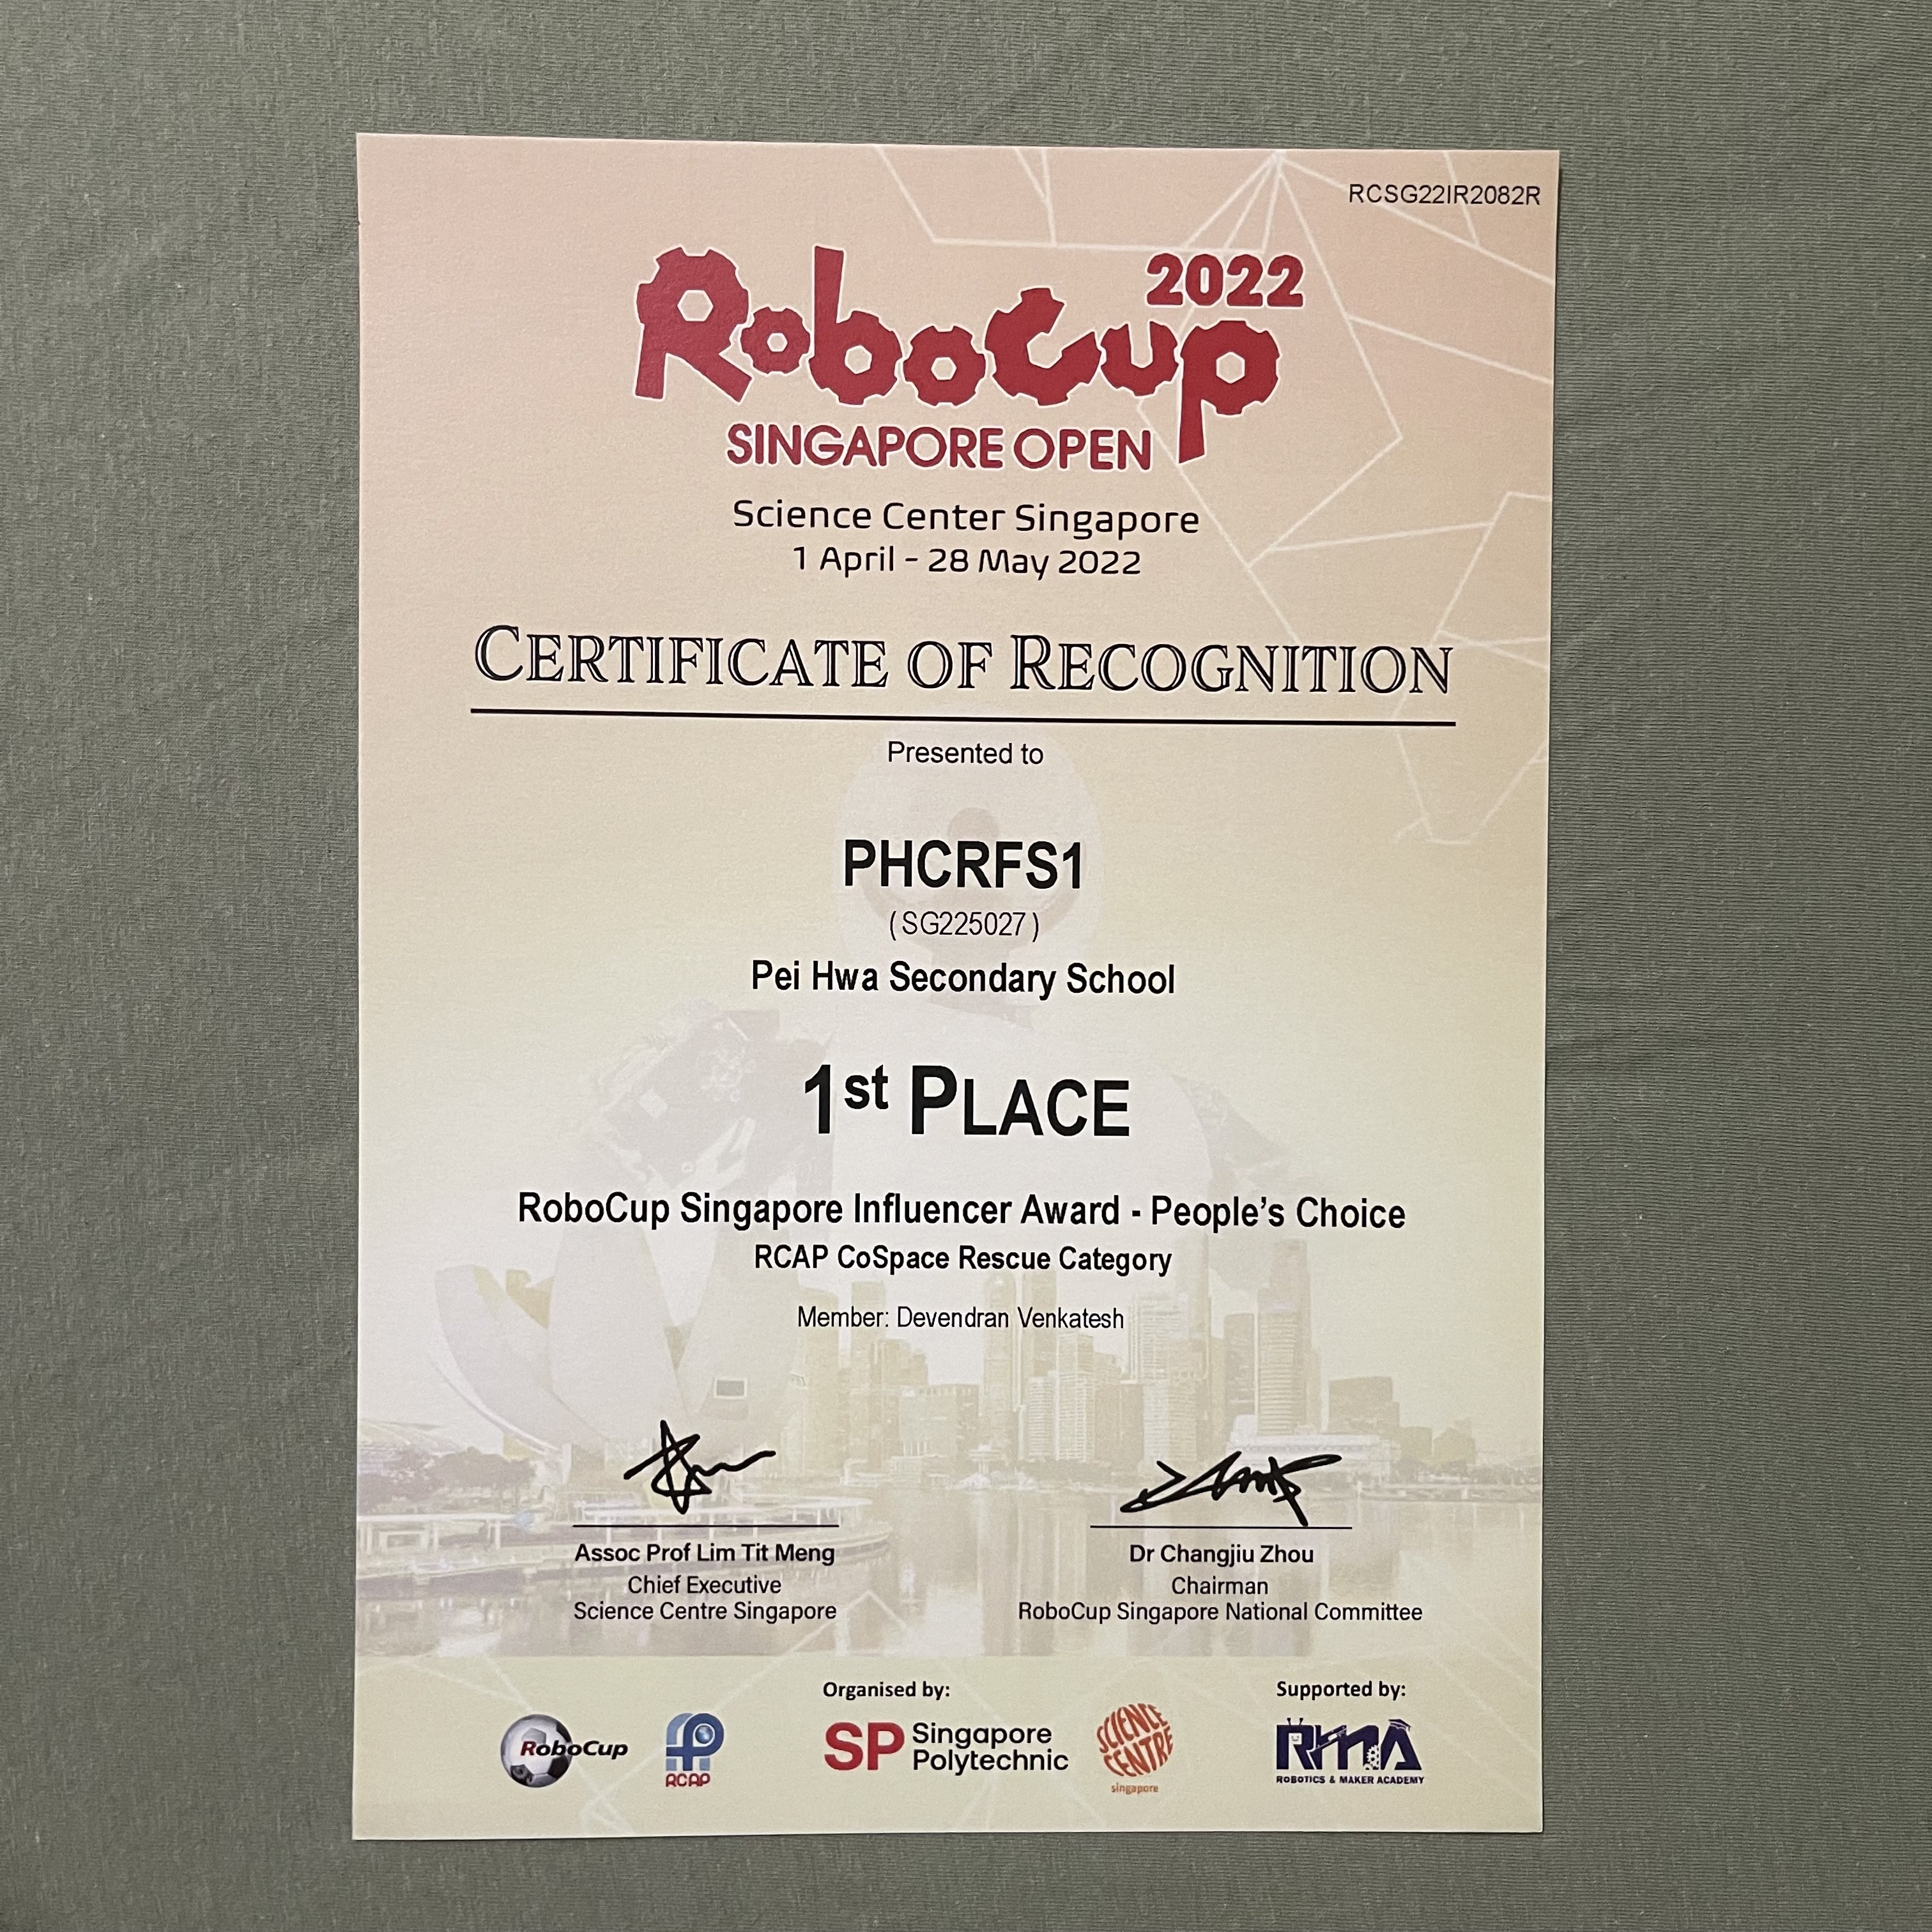 RCSG22IR2082R
RoboCup 2022
SINGAPORE OPEN
Science Center Singapore
1 April - 28 May 2022
CERTIFICATE OF RECOGNITION
Presented to
PHCRFS1
(SG225027)
Pei Hwa Secondary School
1st PLACE
RoboCup Singapore Influencer Award - People's Choice
RCAP CoSpace Rescue Category
Member: Devendran Venkatesh
Assoc Prof Lim Tit Meng
Chief Executive
Science Centre Singapore
Dr Changjiu Zhou
Chairman
RoboCup Singapore National Committee
RoboCup
RCAP
Organised by:
SP Singapore
Polytechnic
SCIENCE
CENTRE
singapore
Supported by:
RMA
ROBOTICS & MAKER ACADEMY